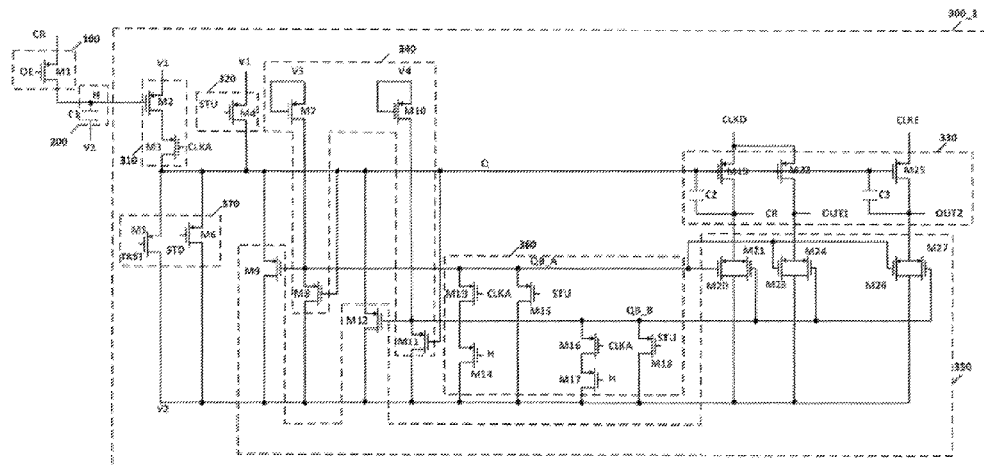 300_1
CR
100
OE
M1
H
C1
V2
200
V1
M2
M3
CLKA
310
320
V1
STU
M4
340
V3
M7
V4
M10
Q
CLKD
CLKE
330
M19
M22
M25
C2
C3
CR
OUT1
OUT2
370
M5
TRST
STD
M6
M9
M8
M12
M11
360
QB_A
M13
CLKA
M15
STU
QB_B
M14
H
M16
CLKA
M17
H
M18
STU
M20
M21
M23
M24
M26
M27
350
V2